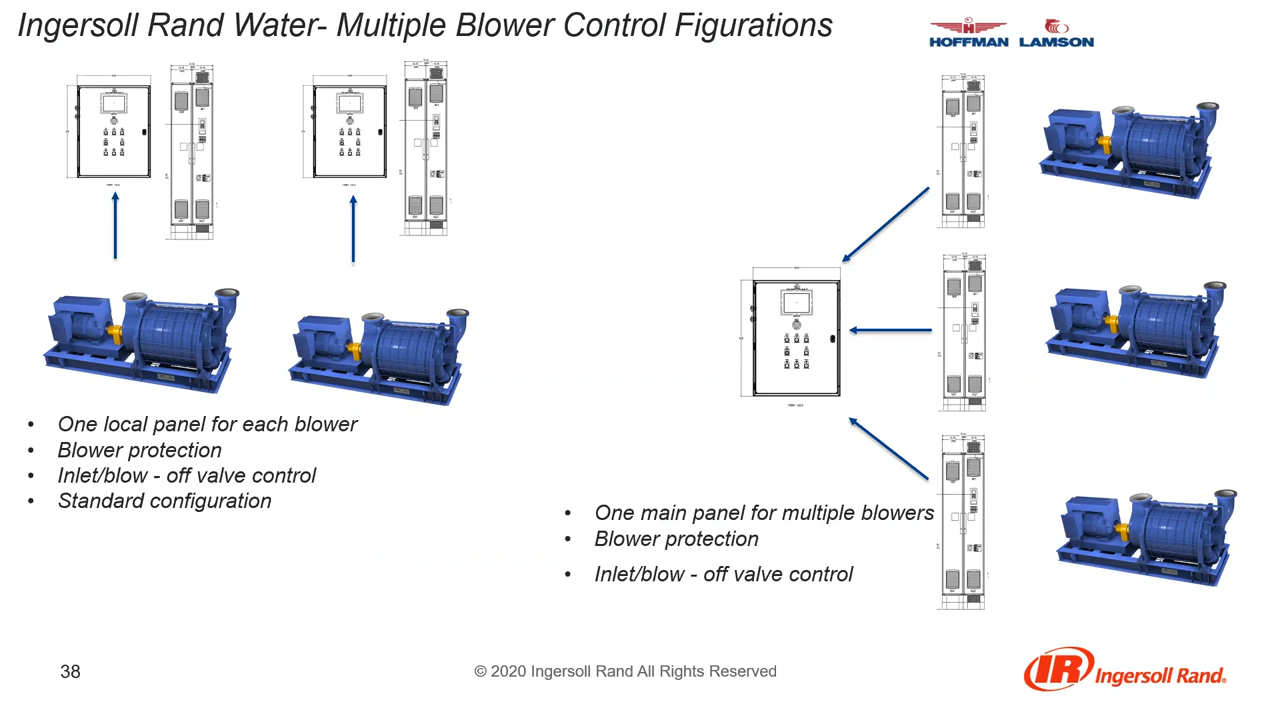 Ingersoll Rand Water- Multiple Blower Control Figurations
HOFFMAN LAMSON
• One local panel for each blower
• Blower protection
• Inlet/blow - off valve control
• Standard configuration
• One main panel for multiple blowers
• Blower protection
• Inlet/blow - off valve control
38
© 2020 Ingersoll Rand All Rights Reserved
IR Ingersoll Rand®